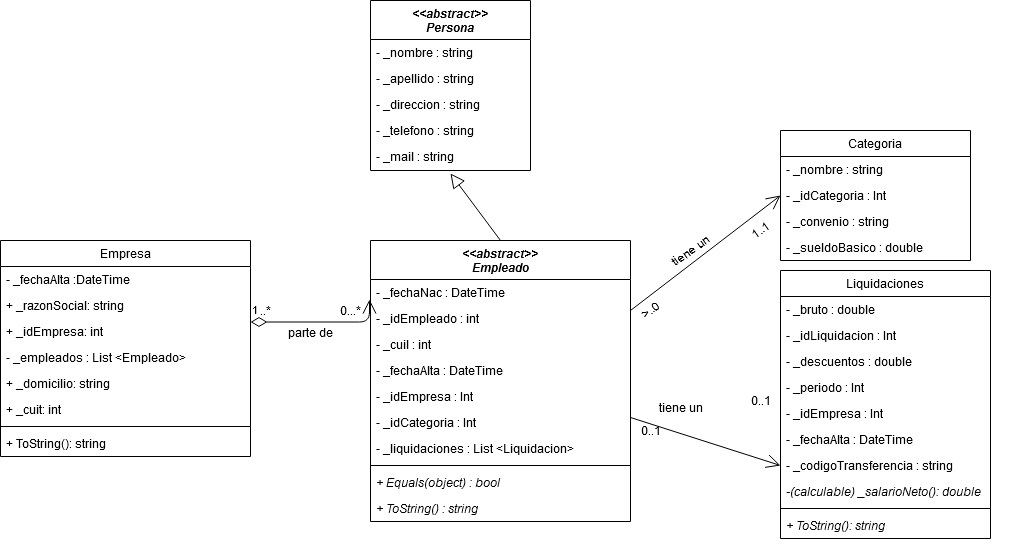 <<abstract>>
Persona
- _nombre : string
- _apellido : string
- _direccion : string
- _telefono : string
- _mail : string
Empresa
- _fechaAlta :DateTime
+ _razonSocial: string
+ _idEmpresa: int
- _empleados : List <Empleado>
+ _domicilio: string
+ _cuit: int
+ ToString(): string
1..*
0...*
parte de
<<abstract>>
Empleado
- _fechaNac : DateTime
- _idEmpleado : int
- _cuil : int
- _fechaAlta : DateTime
- _idEmpresa : Int
- _idCategoria : Int
- _liquidaciones : List <Liquidacion>
+ Equals(object) : bool
+ ToString() : string
tiene un
1..1
>..0
Categoria
- _nombre : string
- _idCategoria : Int
- _convenio : string
- _sueldoBasico : double
tiene un
0..1
0..1
Liquidaciones
- _bruto : double
- _idLiquidacion : Int
- _descuentos : double
- _periodo : Int
- _idEmpresa : Int
- _fechaAlta : DateTime
- _codigoTransferencia : string
-(calculable) _salarioNeto(): double
+ ToString(): string